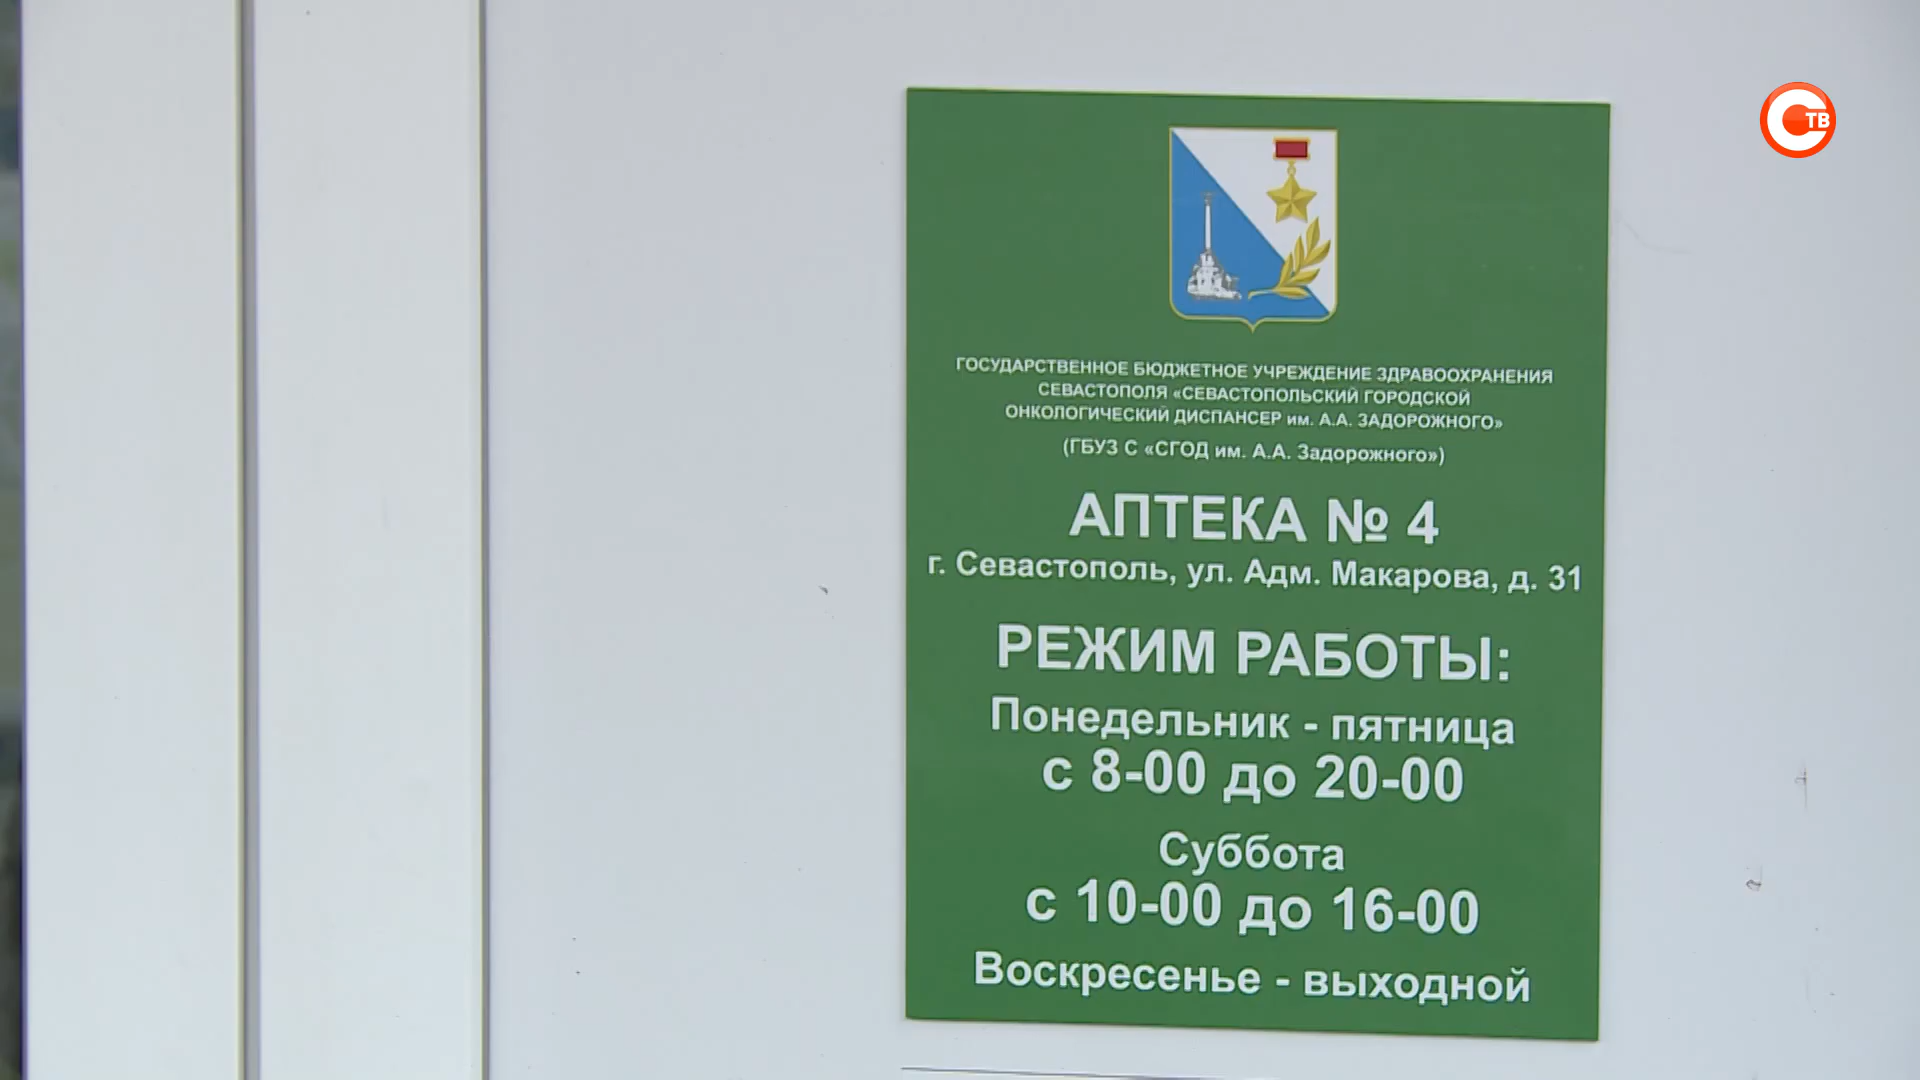 СТВ
ГОСУДАРСТВЕННОЕ БЮДЖЕТНОЕ УЧРЕЖДЕНИЕ ЗДРАВООХРАНЕНИЯ
СЕВАСТОПОЛЯ «СЕВАСТОПОЛЬСКИЙ ГОРОДСКОЙ
ОНКОЛОГИЧЕСКИЙ ДИСПАНСЕР им. А.А. ЗАДОРОЖНОГО»
(ГБУЗ С «СГОД им. А.А. Задорожного»)
АПТЕКА № 4
г. Севастополь, ул. Адм. Макарова, д. 31
РЕЖИМ РАБОТЫ:
Понедельник - пятница
с 8-00 до 20-00
Суббота
с 10-00 до 16-00
Воскресенье - выходной